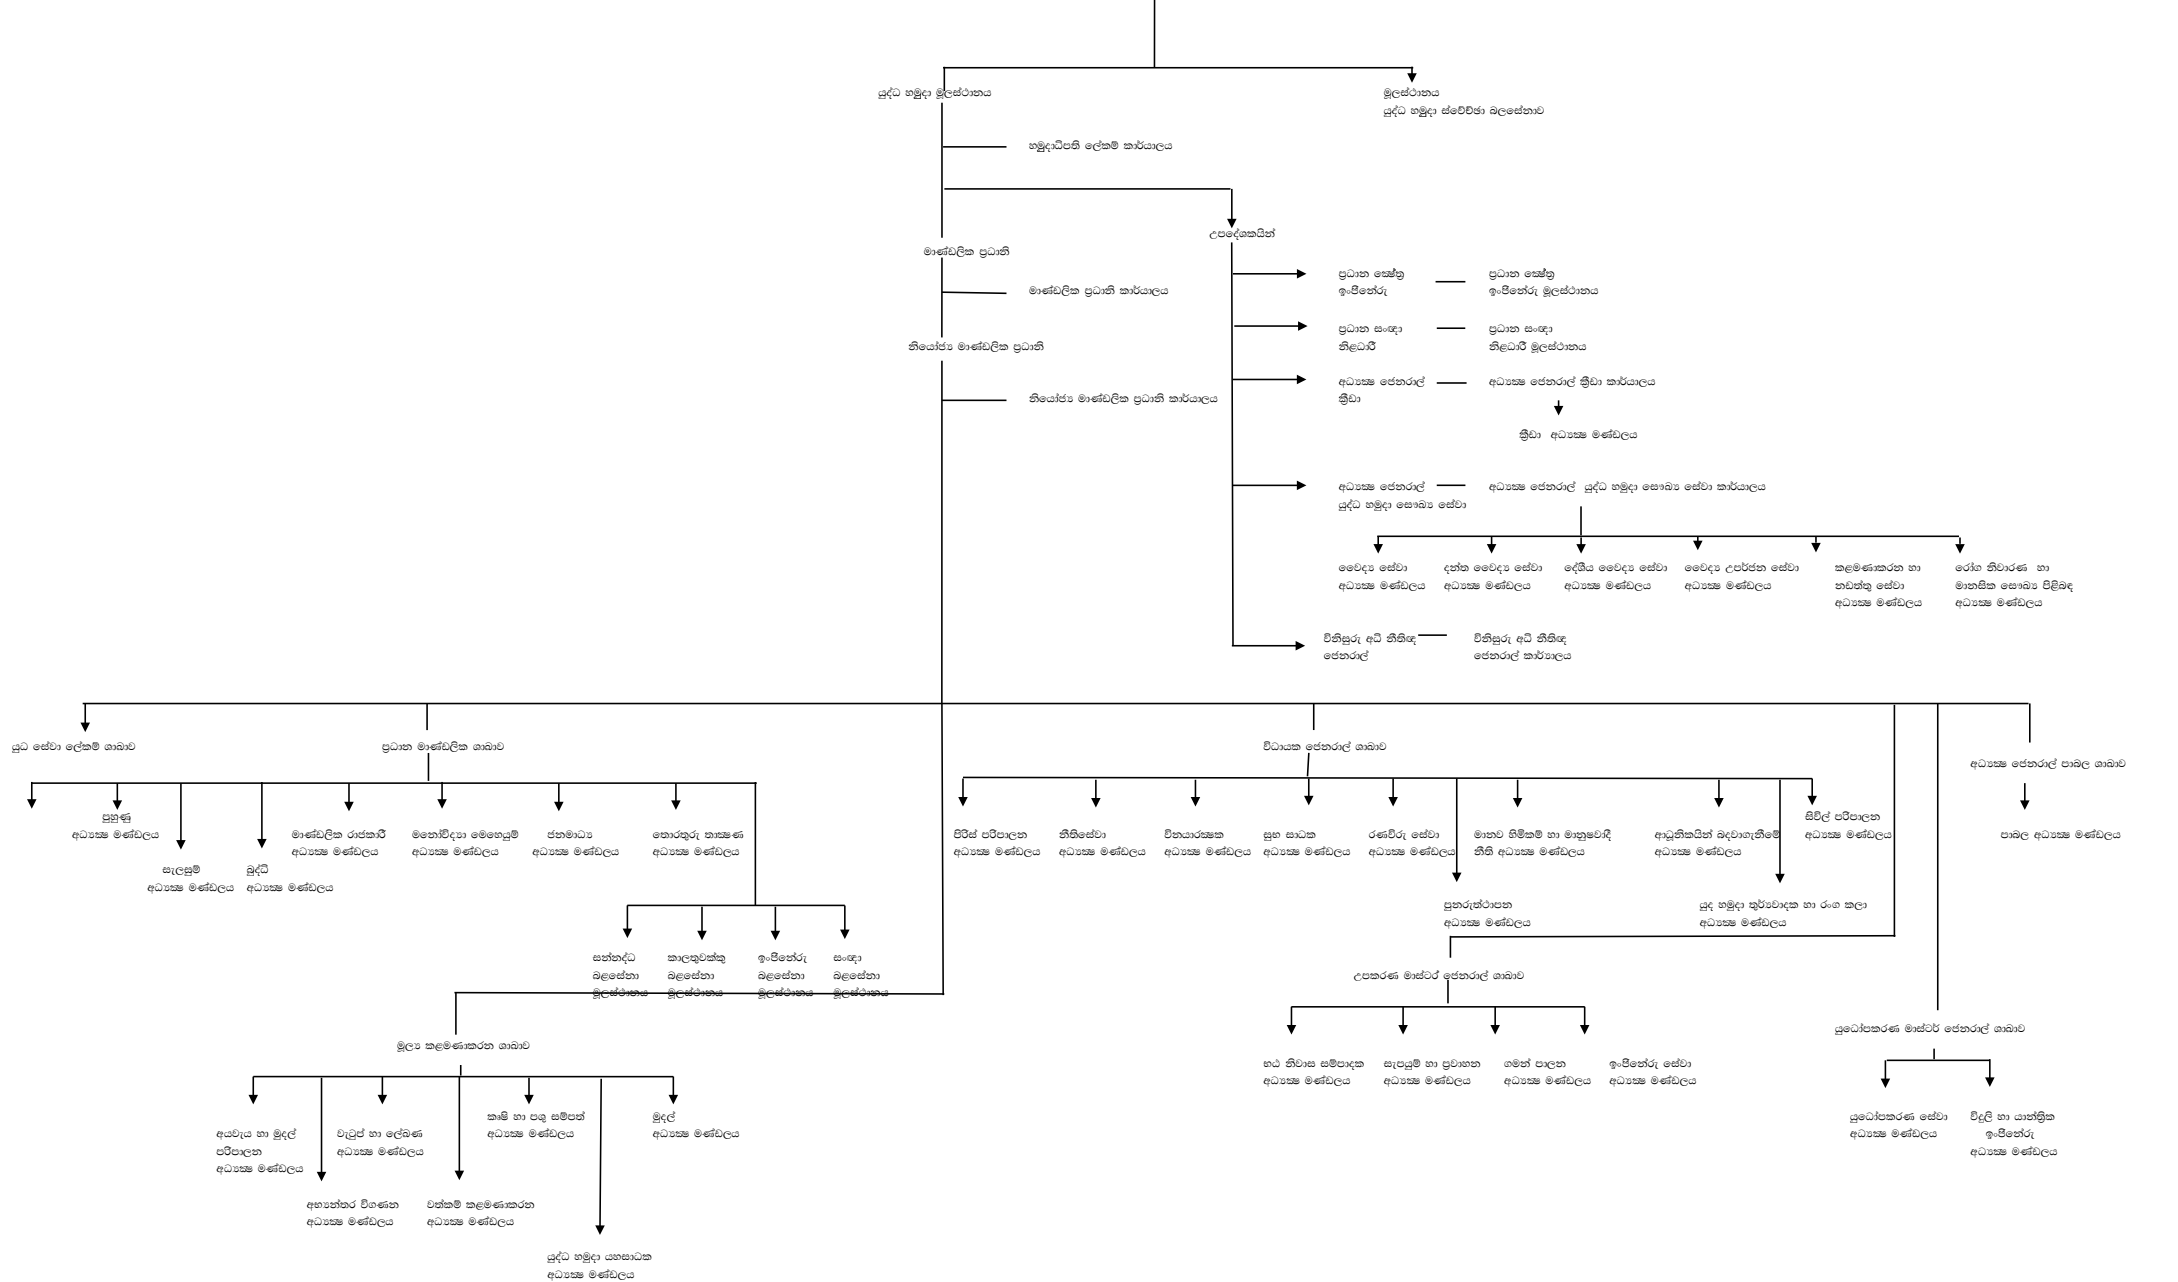 යුද්ධ හමුදා මූලස්ථානය
මූලස්ථානය
යුද්ධ හමුදා ස්වේච්ඡා බලසේනාව
හමුදාධිපති ලේකම් කාර්යාලය
උපදේශකයින්
මාණ්ඩලික ප්‍රධානි
ප්‍රධාන ක්‍ෂේත්‍ර
ඉංජිනේරු
ප්‍රධාන ක්‍ෂේත්‍ර
ඉංජිනේරු මූලස්ථානය
මාණ්ඩලික ප්‍රධානි කාර්යාලය
ප්‍රධාන සංඥා
නිළධාරී
ප්‍රධාන සංඥා
නිළධාරී මූලස්ථානය
නියෝජ්‍ය මාණ්ඩලික ප්‍රධානි
අධ්‍යක්‍ෂ ජෙනරාල්
ක්‍රීඩා
අධ්‍යක්‍ෂ ජෙනරාල් ක්‍රීඩා කාර්යාලය
නියෝජ්‍ය මාණ්ඩලික ප්‍රධානි කාර්යාලය
ක්‍රීඩා අධ්‍යක්‍ෂ මණ්ඩලය
අධ්‍යක්‍ෂ ජෙනරාල්
යුද්ධ හමුදා සෞඛ්‍ය සේවා
අධ්‍යක්‍ෂ ජෙනරාල් යුද්ධ හමුදා සෞඛ්‍ය සේවා කාර්යාලය
වෛද්‍ය සේවා
අධ්‍යක්‍ෂ මණ්ඩලය
දන්ත වෛද්‍ය සේවා
අධ්‍යක්‍ෂ මණ්ඩලය
දේශීය වෛද්‍ය සේවා
අධ්‍යක්‍ෂ මණ්ඩලය
වෛද්‍ය උපර්ජන සේවා
අධ්‍යක්‍ෂ මණ්ඩලය
කළමණාකරන හා
නඩත්තු සේවා
අධ්‍යක්‍ෂ මණ්ඩලය
රෝග නිවාරණ හා
මානසික සෞඛ්‍ය පිළිබඳ
අධ්‍යක්‍ෂ මණ්ඩලය
විනිසුරු අධි නීතිඥ
ජෙනරාල්
විනිසුරු අධි නීතිඥ
ජෙනරාල් කාර්‍යාලය
යුධ සේවා ලේකම් ශාඛාව
ප්‍රධාන මාණ්ඩලික ශාඛාව
විධායක ජෙනරාල් ශාඛාව
අධ්‍යක්‍ෂ ජෙනරාල් පාබල ශාඛාව
පුහුණු
අධ්‍යක්‍ෂ මණ්ඩලය
සැලසුම්
අධ්‍යක්‍ෂ මණ්ඩලය
බුද්ධි
අධ්‍යක්‍ෂ මණ්ඩලය
මාණ්ඩලික රාජකාරී
අධ්‍යක්‍ෂ මණ්ඩලය
මනෝවිද්‍යා මෙහෙයුම්
අධ්‍යක්‍ෂ මණ්ඩලය
ජනමාධ්‍ය
අධ්‍යක්‍ෂ මණ්ඩලය
තොරතුරු තාක්‍ෂණ
අධ්‍යක්‍ෂ මණ්ඩලය
පිරිස් පරිපාලන
අධ්‍යක්‍ෂ මණ්ඩලය
නීතිසේවා
අධ්‍යක්‍ෂ මණ්ඩලය
විනයාරක්‍ෂක
අධ්‍යක්‍ෂ මණ්ඩලය
සුභ සාධක
අධ්‍යක්‍ෂ මණ්ඩලය
රණවිරු සේවා
අධ්‍යක්‍ෂ මණ්ඩලය
මානව හිමිකම් හා මානුෂවාදී
නීති අධ්‍යක්‍ෂ මණ්ඩලය
ආධුනිකයින් බදවාගැනීමේ
අධ්‍යක්‍ෂ මණ්ඩලය
සිවිල් පරිපාලන
අධ්‍යක්‍ෂ මණ්ඩලය
පාබල අධ්‍යක්‍ෂ මණ්ඩලය
පුනරුත්ථාපන
අධ්‍යක්‍ෂ මණ්ඩලය
යුද හමුදා තූර්‍යවාදක හා රංග කලා
අධ්‍යක්‍ෂ මණ්ඩලය
සන්නද්ධ
බළසේනා
මූලස්ථානය
කාලතුවක්කු
බළසේනා
මූලස්ථානය
ඉංජිනේරු
බළසේනා
මූලස්ථානය
සංඥා
බළසේනා
මූලස්ථානය
උපකරණ මාස්ටර් ජෙනරාල් ශාඛාව
මූල්‍ය කළමණාකරන ශාඛාව
යුධෝපකරණ මාස්ටර් ජෙනරාල් ශාඛාව
භට නිවාස සම්පාදක
අධ්‍යක්‍ෂ මණ්ඩලය
සැපයුම් හා ප්‍රවාහන
අධ්‍යක්‍ෂ මණ්ඩලය
ගමන් පාලන
අධ්‍යක්‍ෂ මණ්ඩලය
ඉංජිනේරු සේවා
අධ්‍යක්‍ෂ මණ්ඩලය
අයවැය හා මුදල්
පරිපාලන
අධ්‍යක්‍ෂ මණ්ඩලය
වැටුප් හා ලේඛණ
අධ්‍යක්‍ෂ මණ්ඩලය
කෘෂි හා පශු සම්පත්
අධ්‍යක්‍ෂ මණ්ඩලය
මුදල්
අධ්‍යක්‍ෂ මණ්ඩලය
යුධෝපකරණ සේවා
අධ්‍යක්‍ෂ මණ්ඩලය
විදුලි හා යාන්ත්‍රික
ඉංජිනේරු
අධ්‍යක්‍ෂ මණ්ඩලය
අභ්‍යන්තර විගණන
අධ්‍යක්‍ෂ මණ්ඩලය
වත්කම් කළමණාකරන
අධ්‍යක්‍ෂ මණ්ඩලය
යුද්ධ හමුදා යහසාධක
අධ්‍යක්‍ෂ මණ්ඩලය